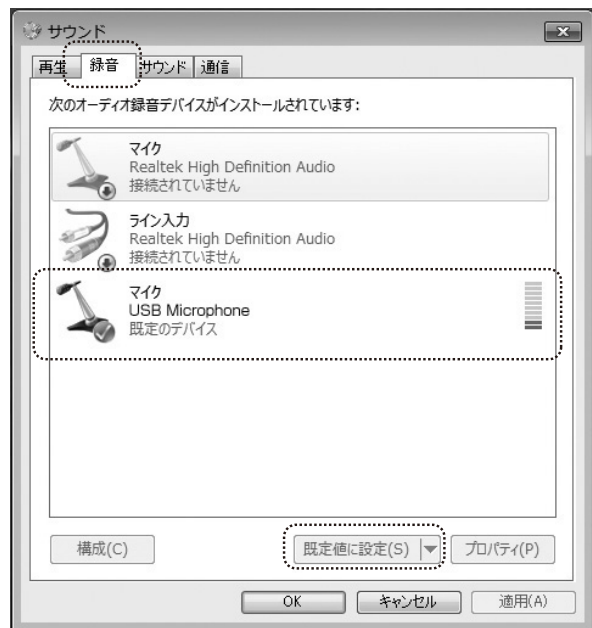 サウンド
再生 録音 サウンド 通信
次のオーディオ録音デバイスがインストールされています:
マイク
Realtek High Definition Audio
接続されていません
ライン入力
Realtek High Definition Audio
接続されていません
マイク
USB Microphone
既定のデバイス
構成(C) 既定値に設定(S) プロパティ(P)
OK キャンセル 適用(A)